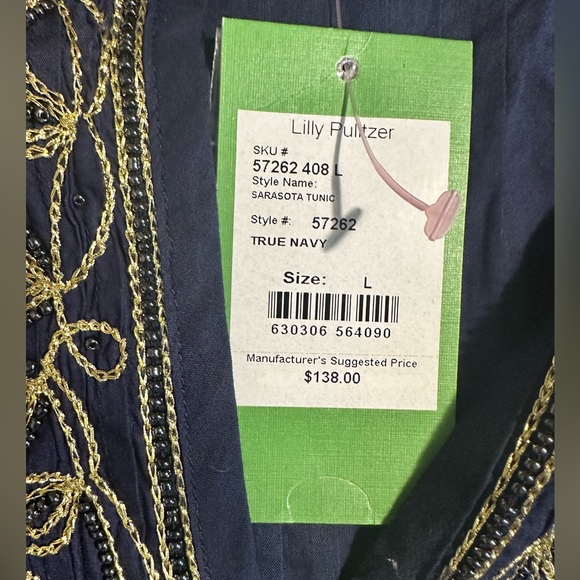 Lilly Pulitzer
SKU #
57262 408 L
Style Name:
SARASOTA TUNIC
Style #: 57262
TRUE NAVY
Size: L
630306 564090
Manufacturer's Suggested Price
$138.00